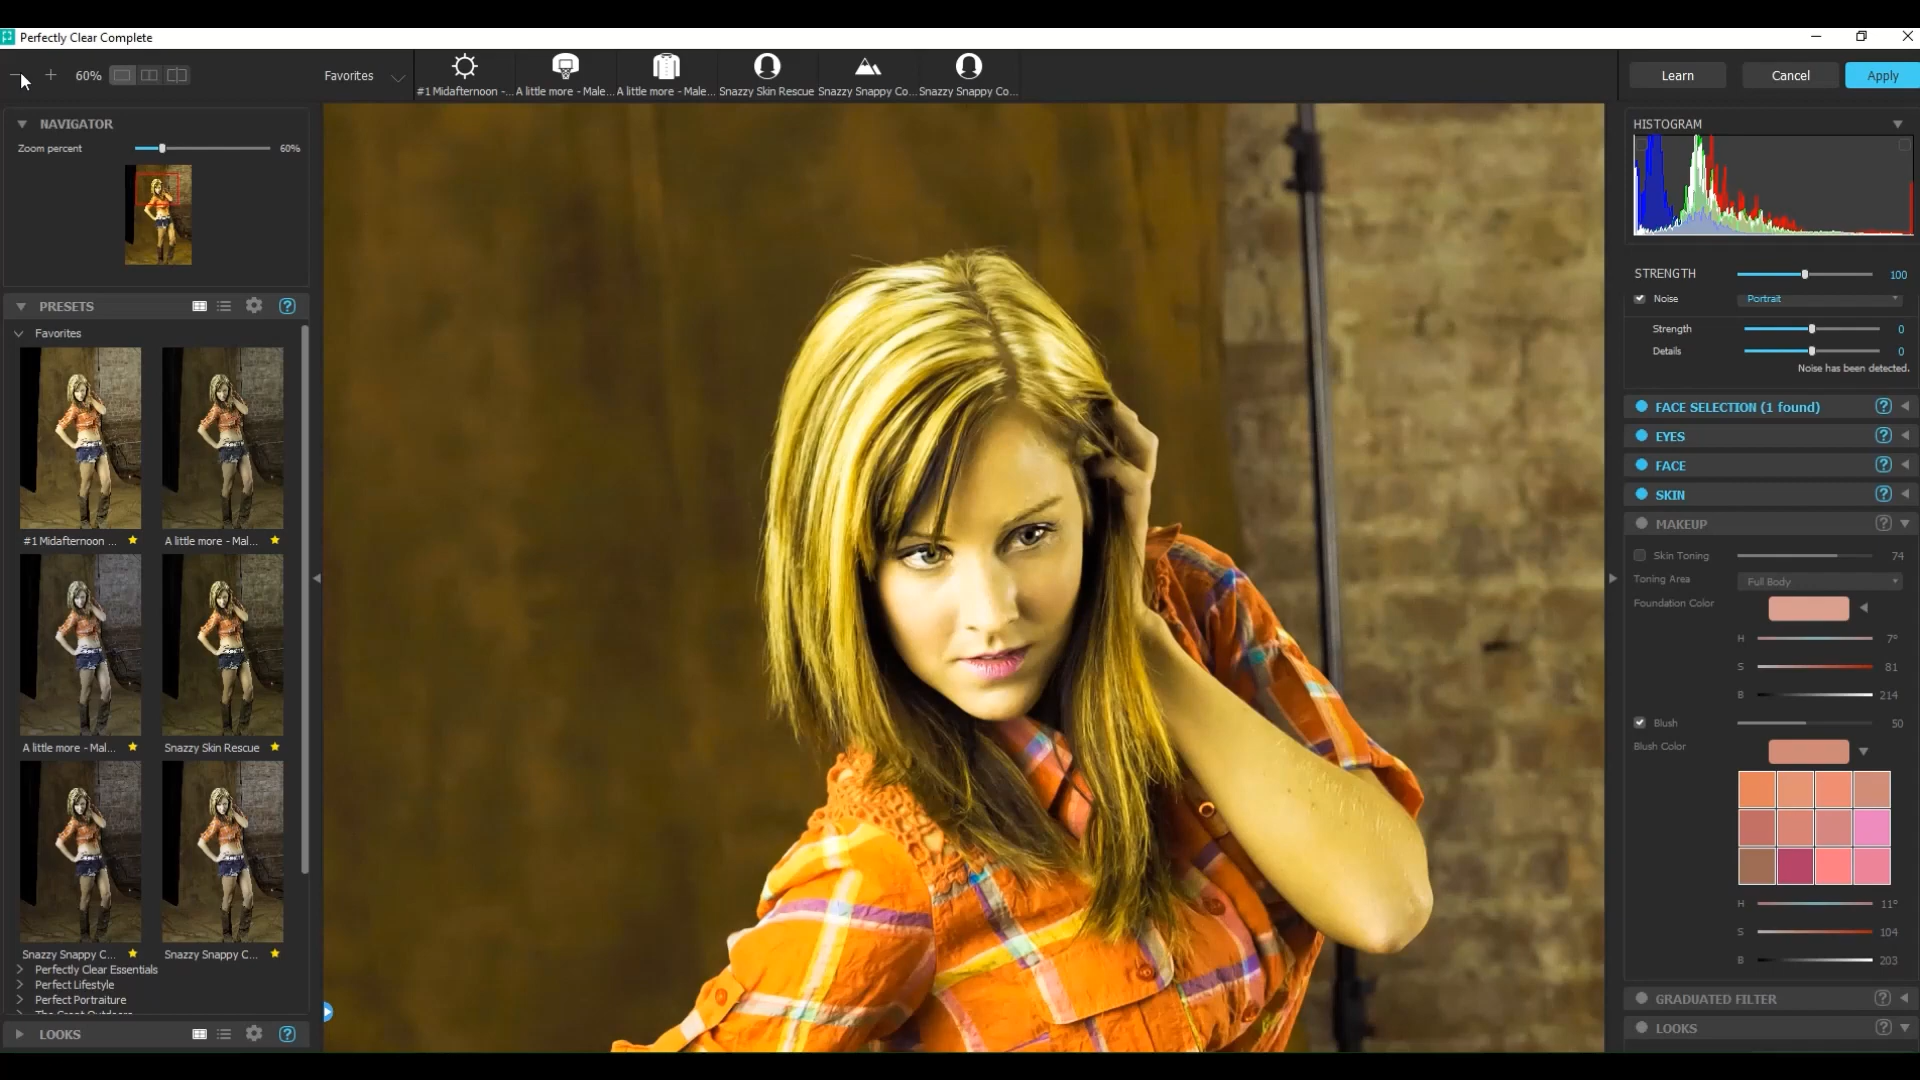 Perfectly Clear Complete
60%
Favorites
#1 Midafternoon -...
A little more - Male...
A little more - Male...
Snazzy Skin Rescue
Snazzy Snappy Co...
Snazzy Snappy Co...
Learn
Cancel
Apply
NAVIGATOR
Zoom percent
60%
PRESETS
?
Favorites
#1 Midafternoon ...
A little more - Mal...
A little more - Mal...
Snazzy Skin Rescue
Snazzy Snappy C...
Snazzy Snappy C...
Perfectly Clear Essentials
Perfect Lifestyle
Perfect Portraiture
LOOKS
?
HISTOGRAM
STRENGTH
100
Noise
Portrait
Strength
0
Details
0
Noise has been detected.
FACE SELECTION (1 found)
?
EYES
?
FACE
?
SKIN
?
MAKEUP
?
Skin Toning
74
Toning Area
Full Body
Foundation Color
H
7°
S
81
B
214
Blush
50
Blush Color
H
11°
S
104
B
203
GRADUATED FILTER
?
LOOKS
?